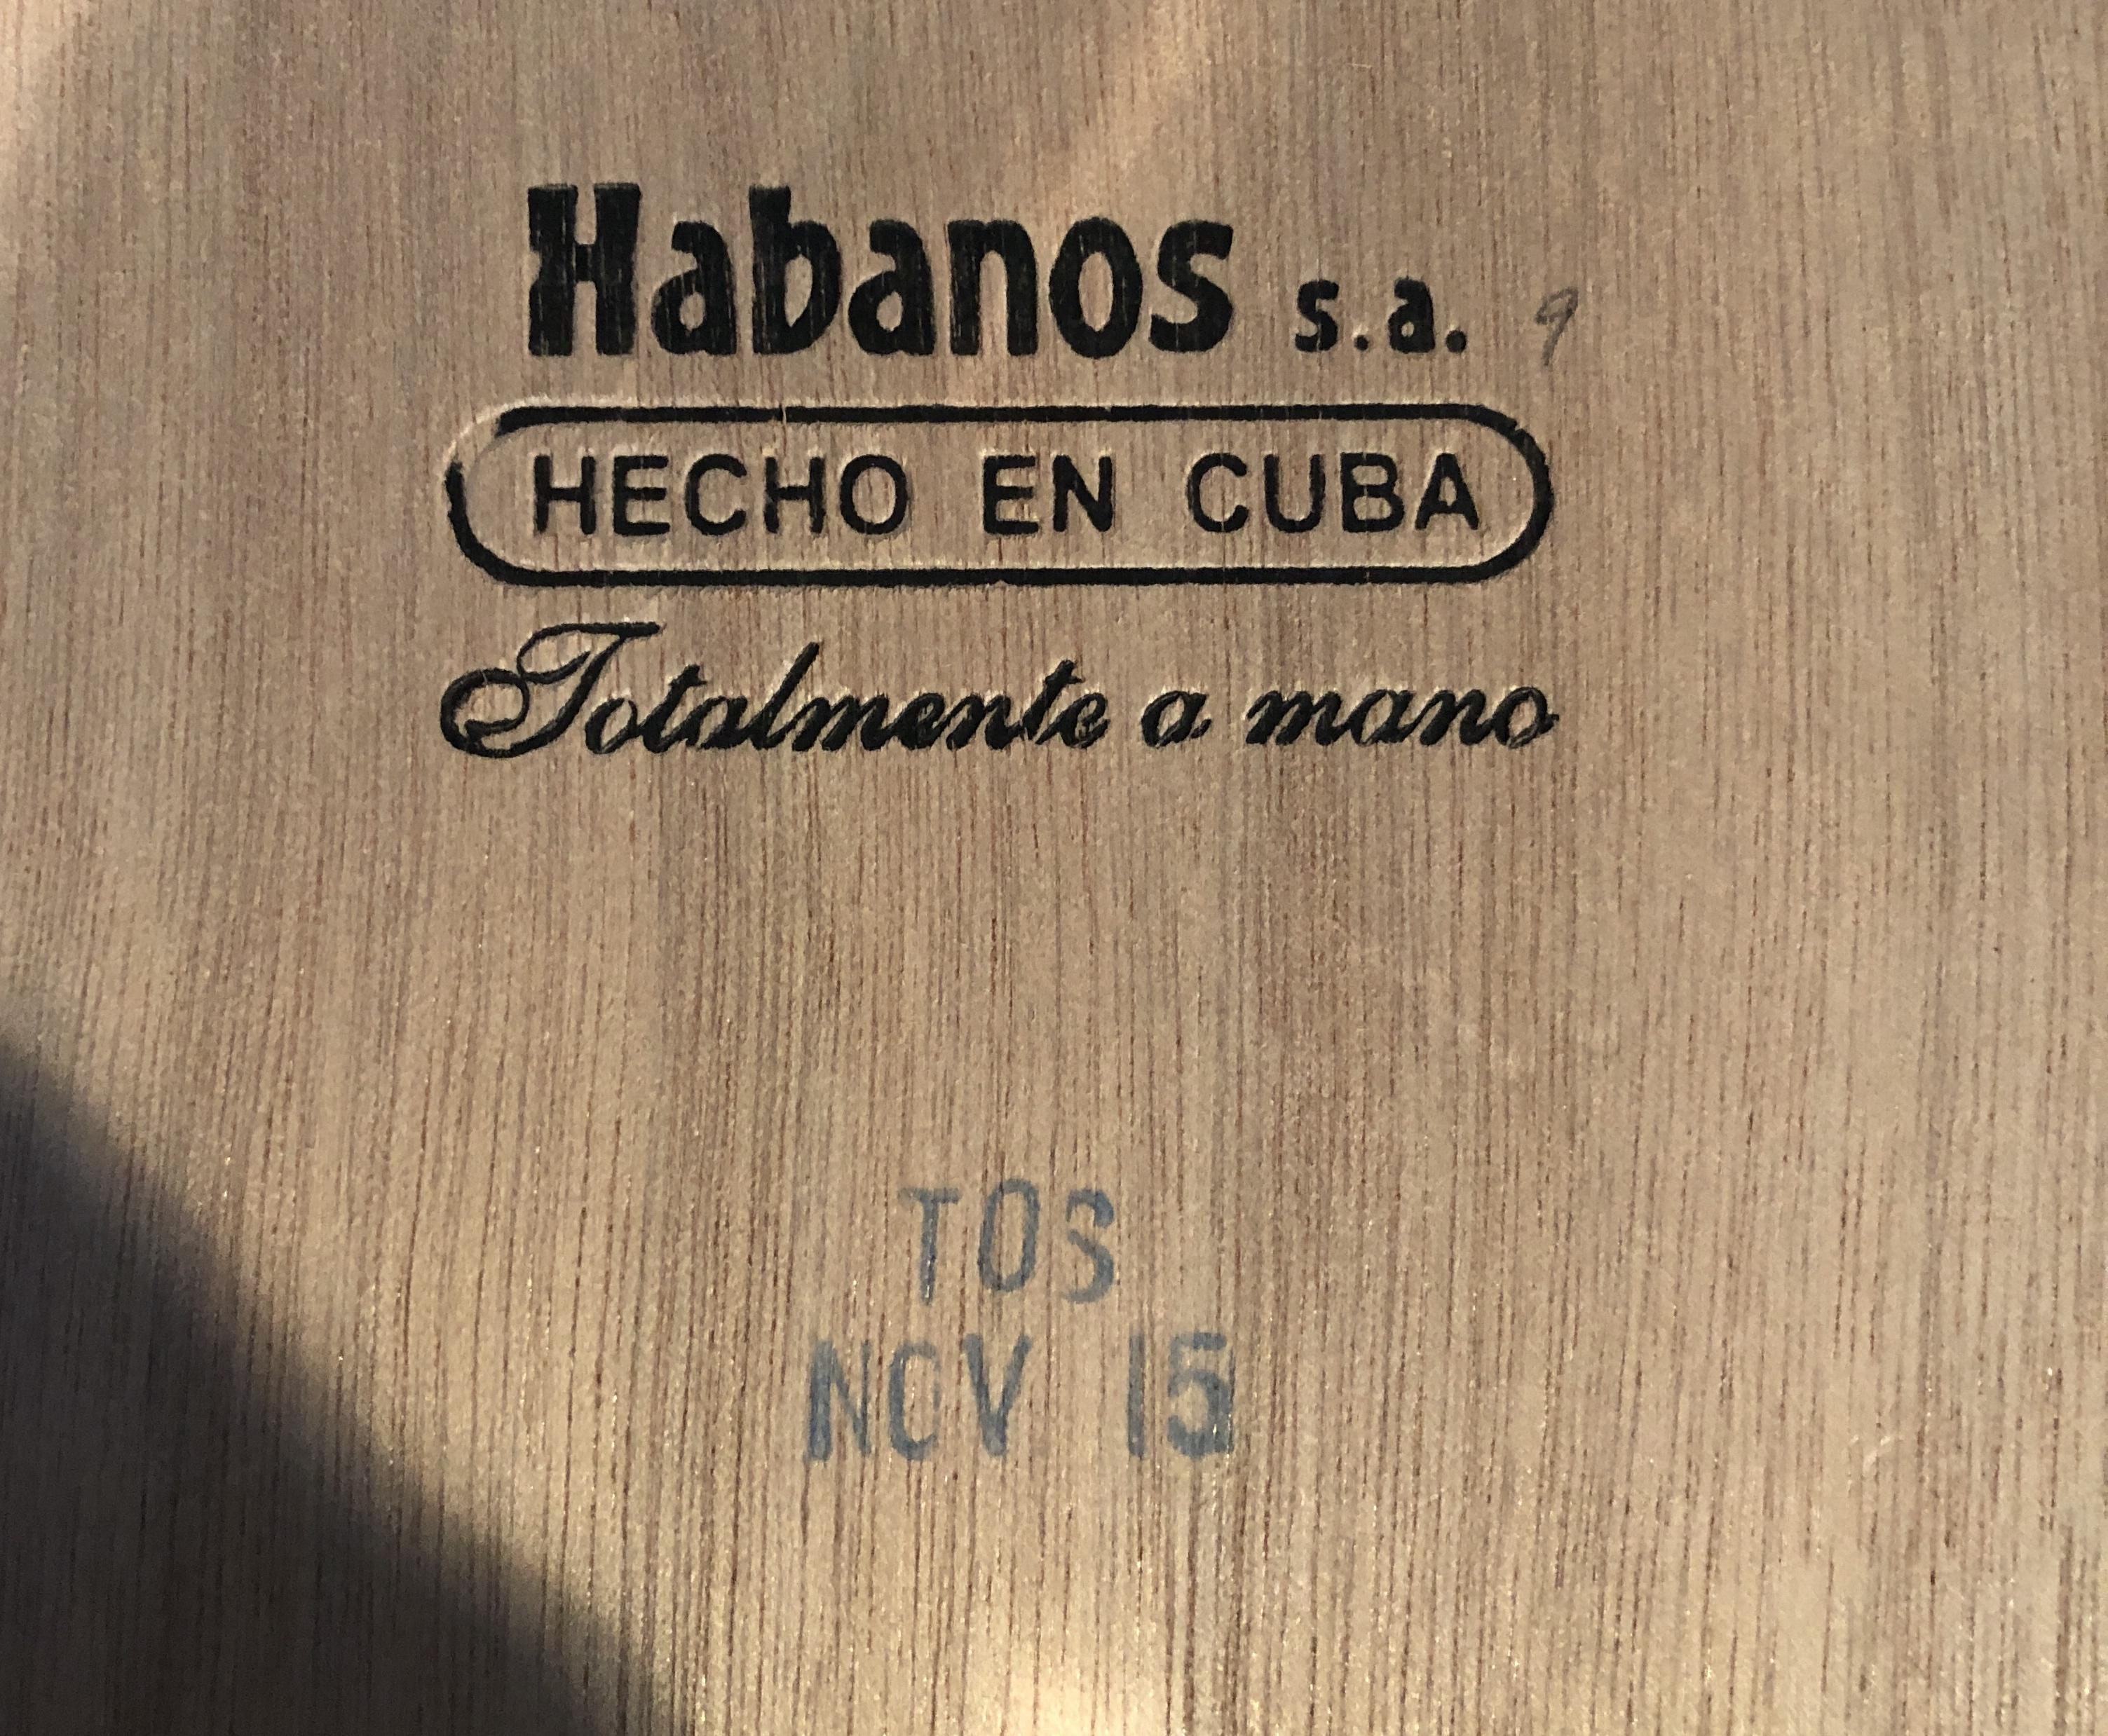 Habanos s.a. 9
HECHO EN CUBA
Totalmente a mano
TOS
NOV 15